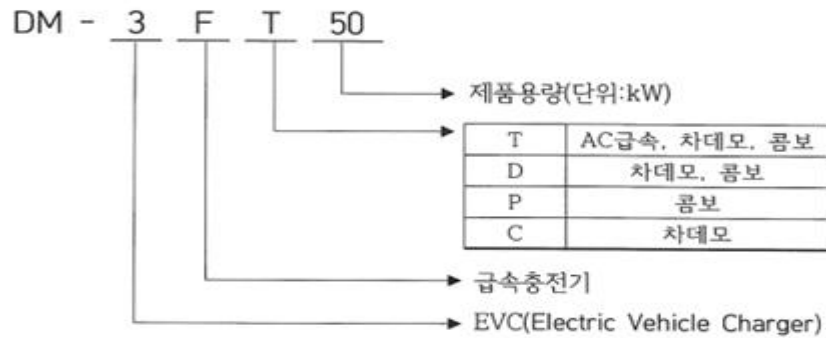 DM - 3 F T 50
제품용량(단위:kW)
T AC급속, 차데모, 콤보
D 차데모, 콤보
P 콤보
C 차데모
급속충전기
EVC(Electric Vehicle Charger)